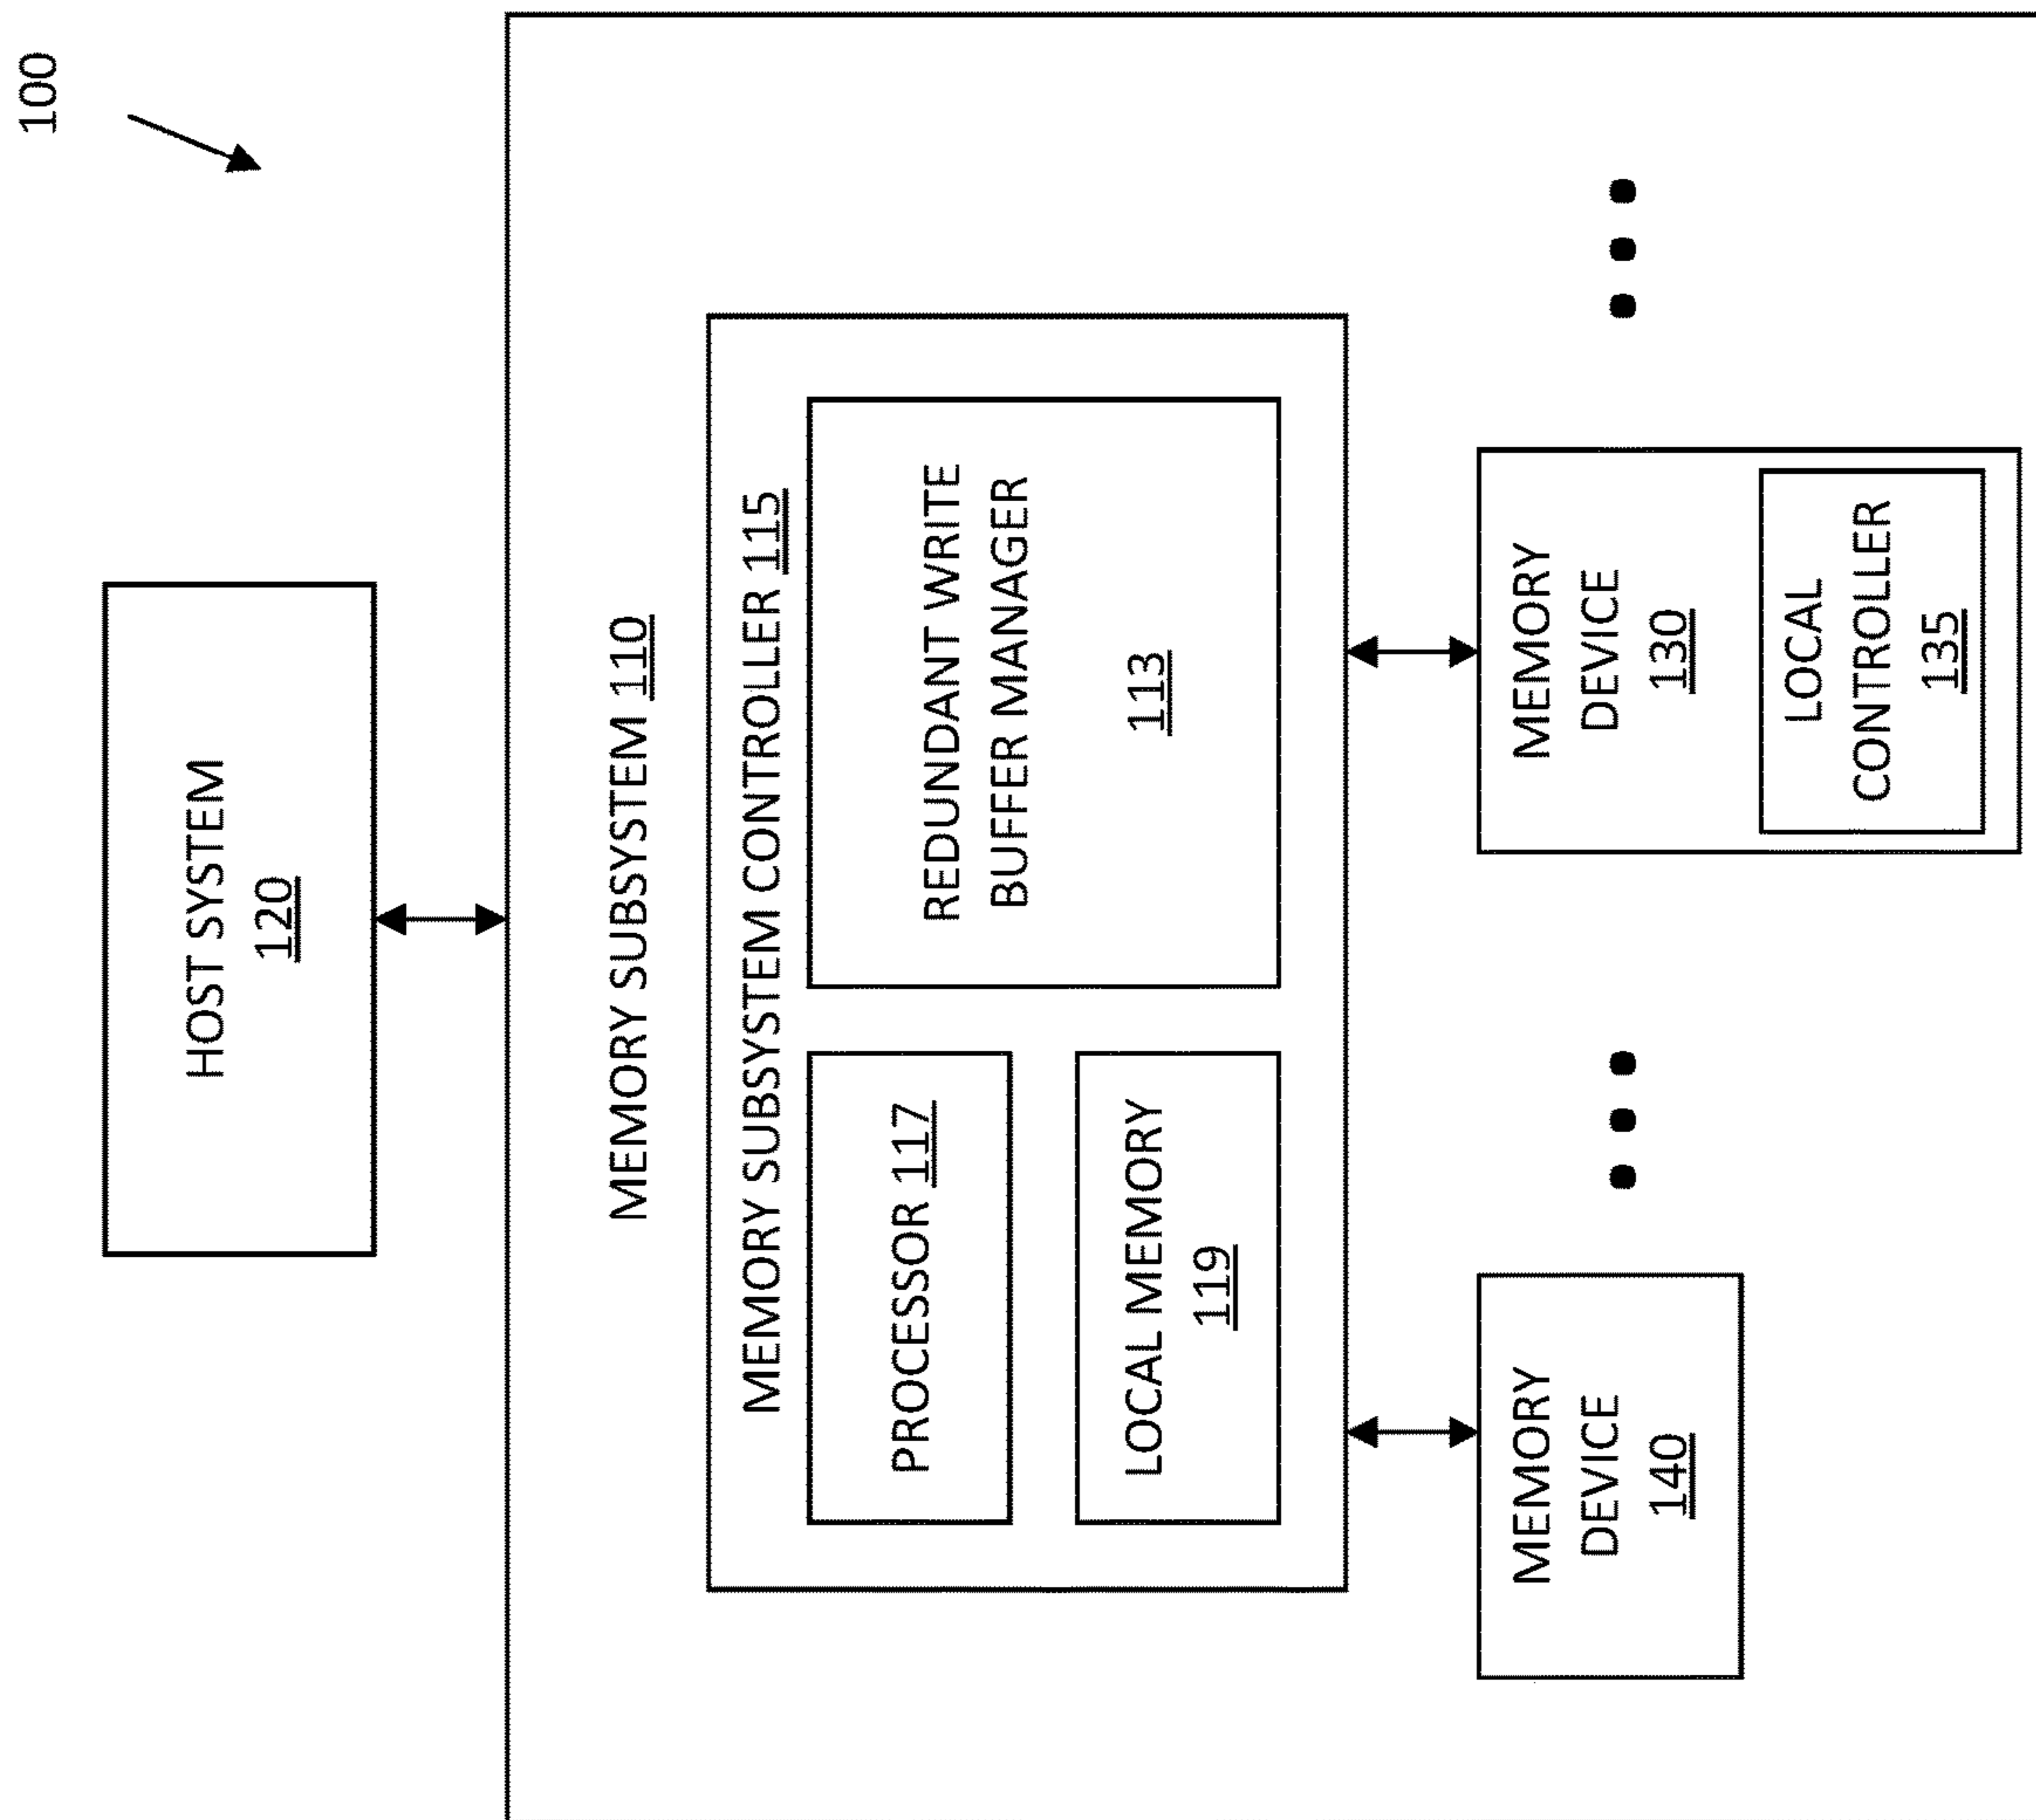 100
HOST SYSTEM
120
MEMORY SUBSYSTEM 110
MEMORY SUBSYSTEM CONTROLLER 115
PROCESSOR 117
LOCAL MEMORY
119
REDUNDANT WRITE
BUFFER MANAGER
113
MEMORY
DEVICE
140
MEMORY
DEVICE
130
LOCAL
CONTROLLER
135